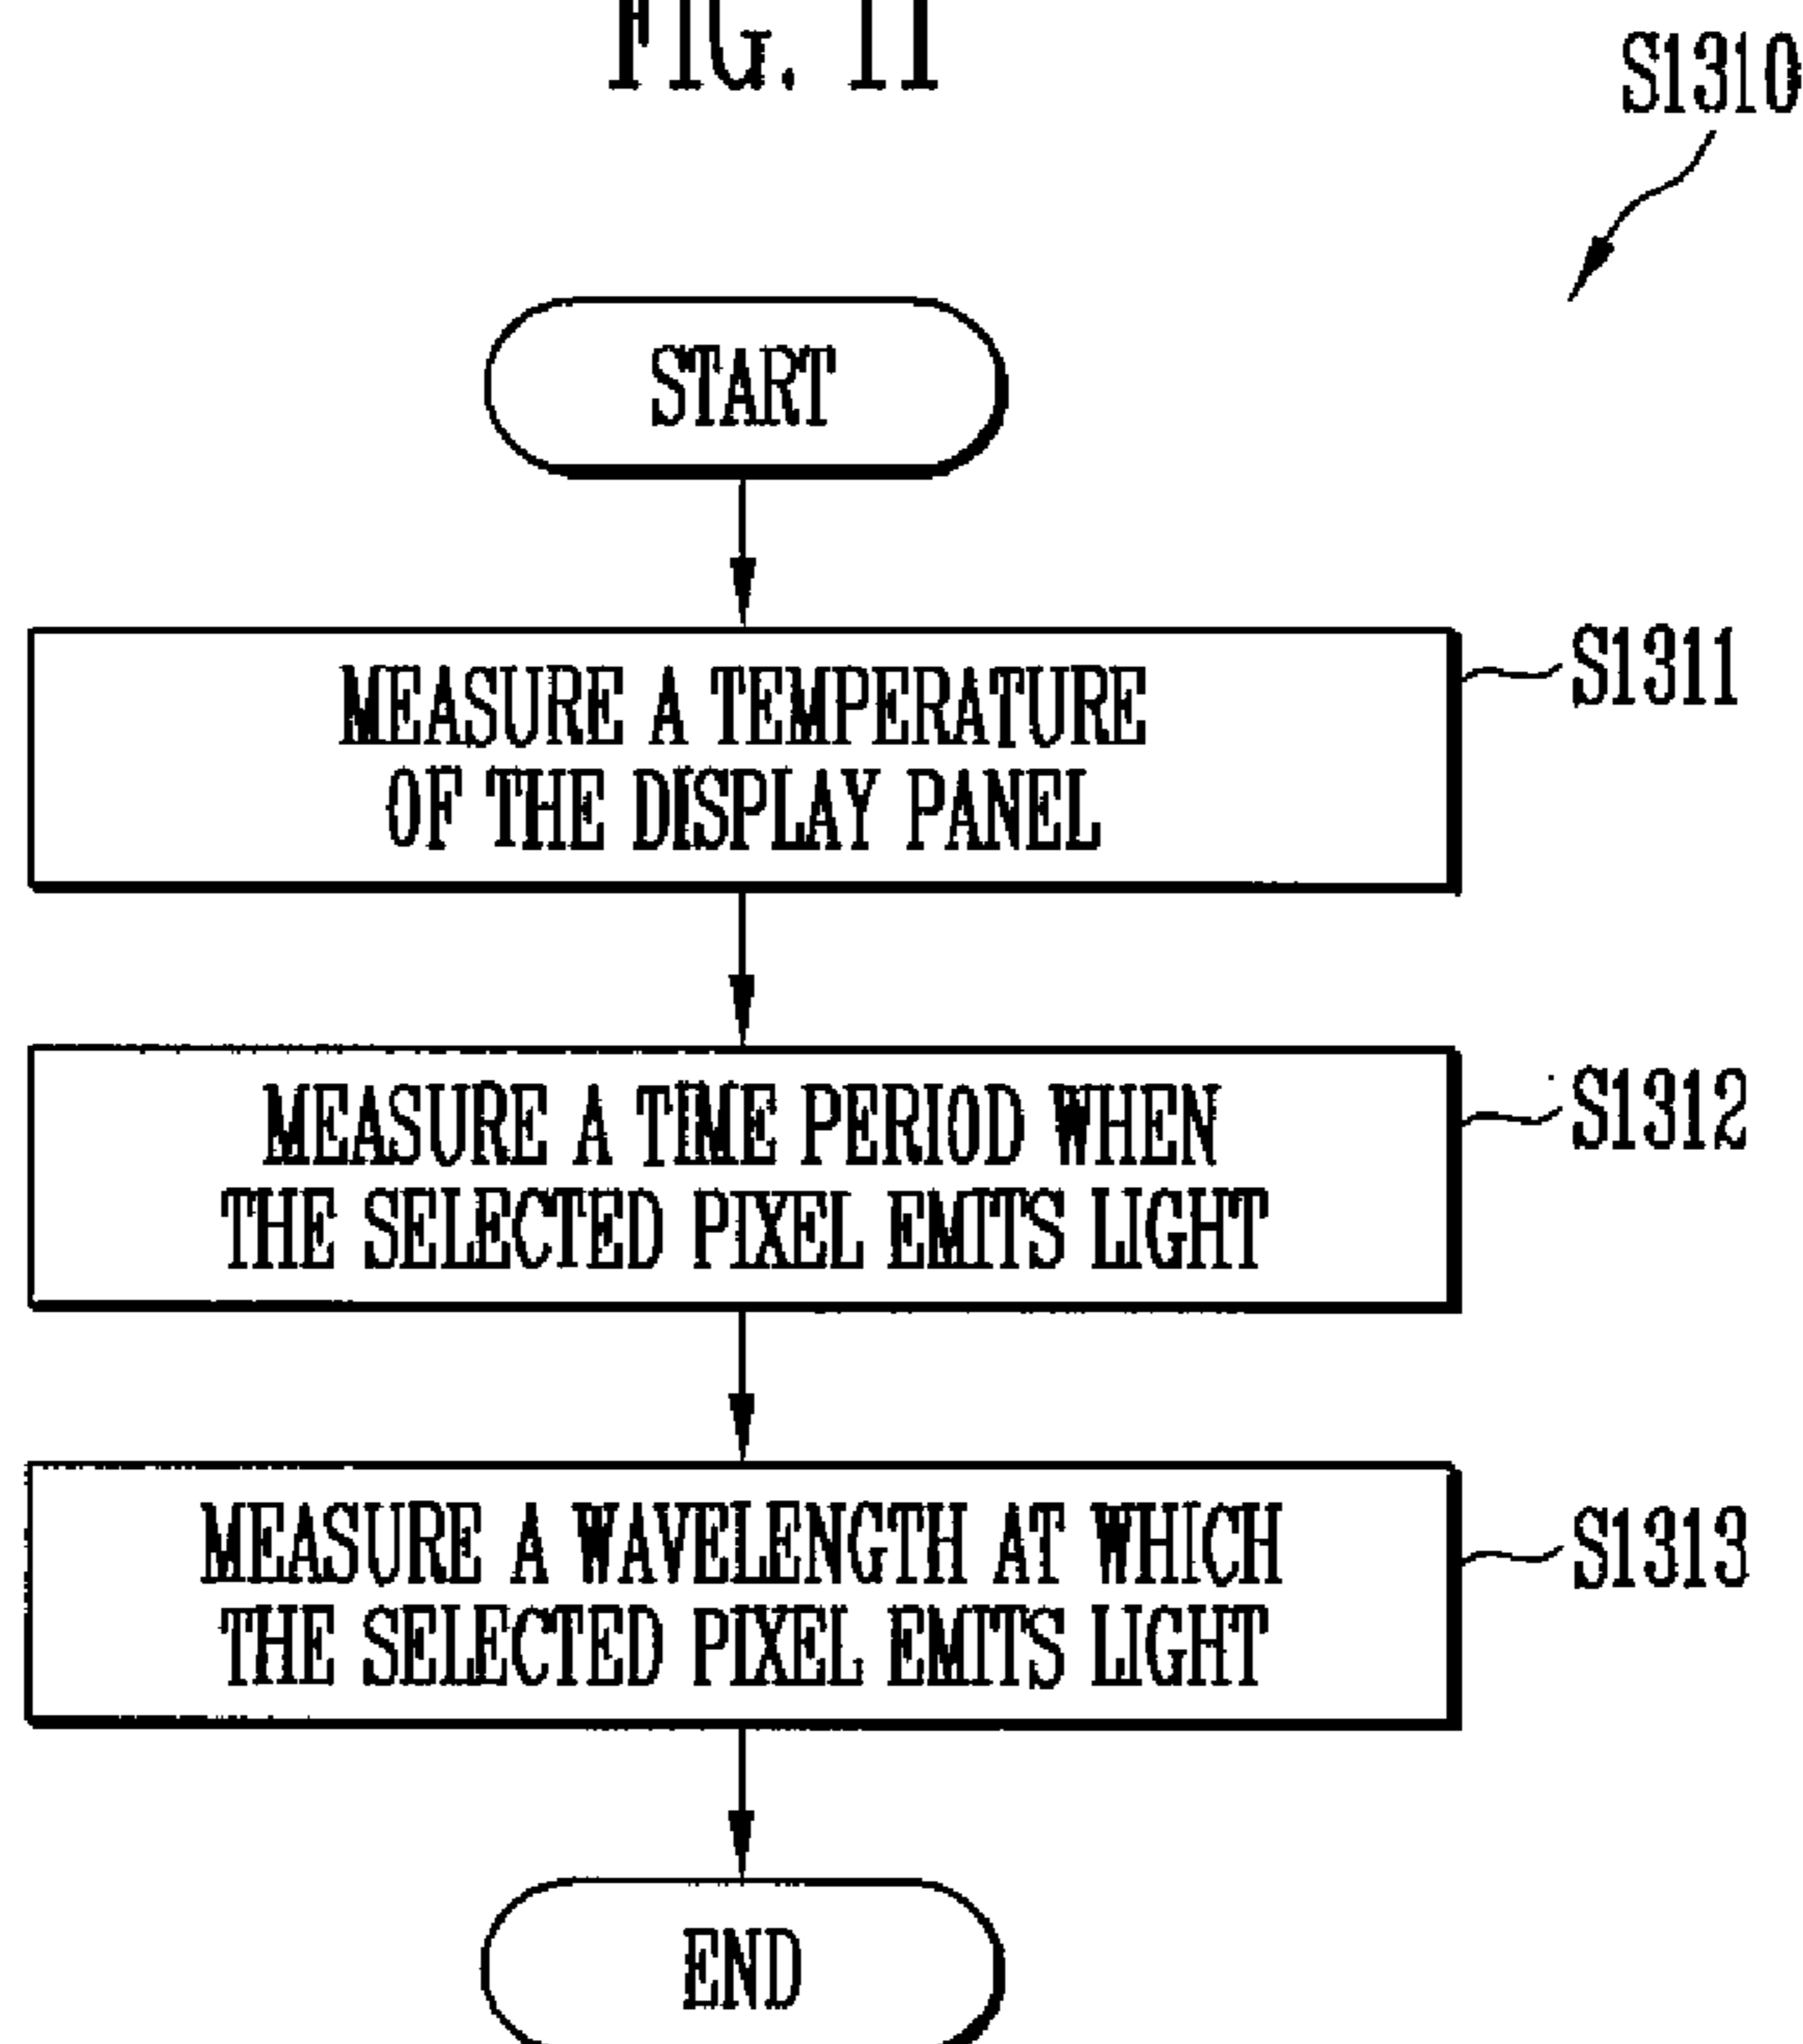 FIG. 11
S1310
START
MEASURE A TEMPERATURE
OF THE DISPLAY PANEL
S1311
MEASURE A TIME PERIOD WHEN
THE SELECTED PIXEL EMITS LIGHT
S1312
MEASURE A WAVELENGTH AT WHICH
THE SELECTED PIXEL EMITS LIGHT
S1313
END